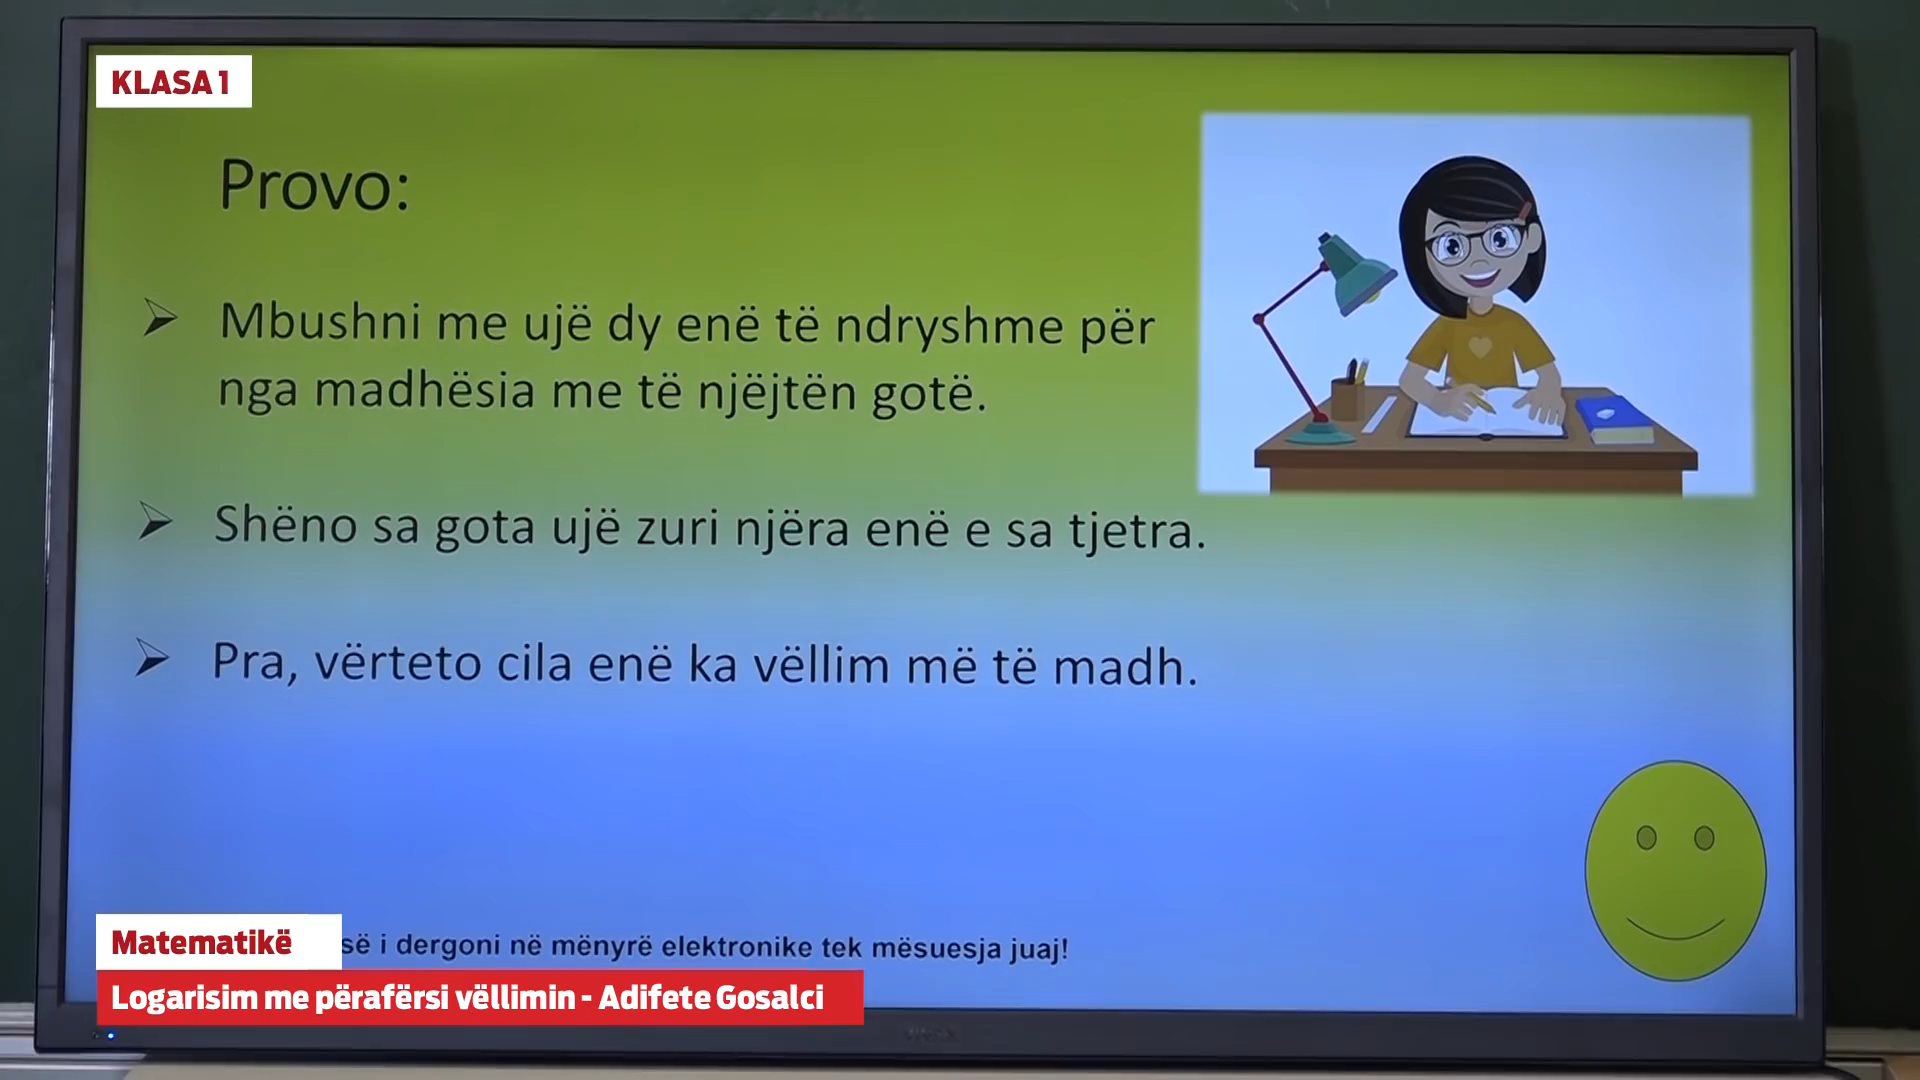 KLASA 1
Provo:
Mbushni me ujë dy enë të ndryshme për
nga madhësia me të njëjtën gotë.
Shëno sa gota ujë zuri njëra enë e sa tjetra.
Pra, vërteto cila enë ka vëllim më të madh.
Matematikë
së i dergoni në mënyrë elektronike tek mësuesja juaj!
Logarisim me përafërsi vëllimin - Adifete Gosalci